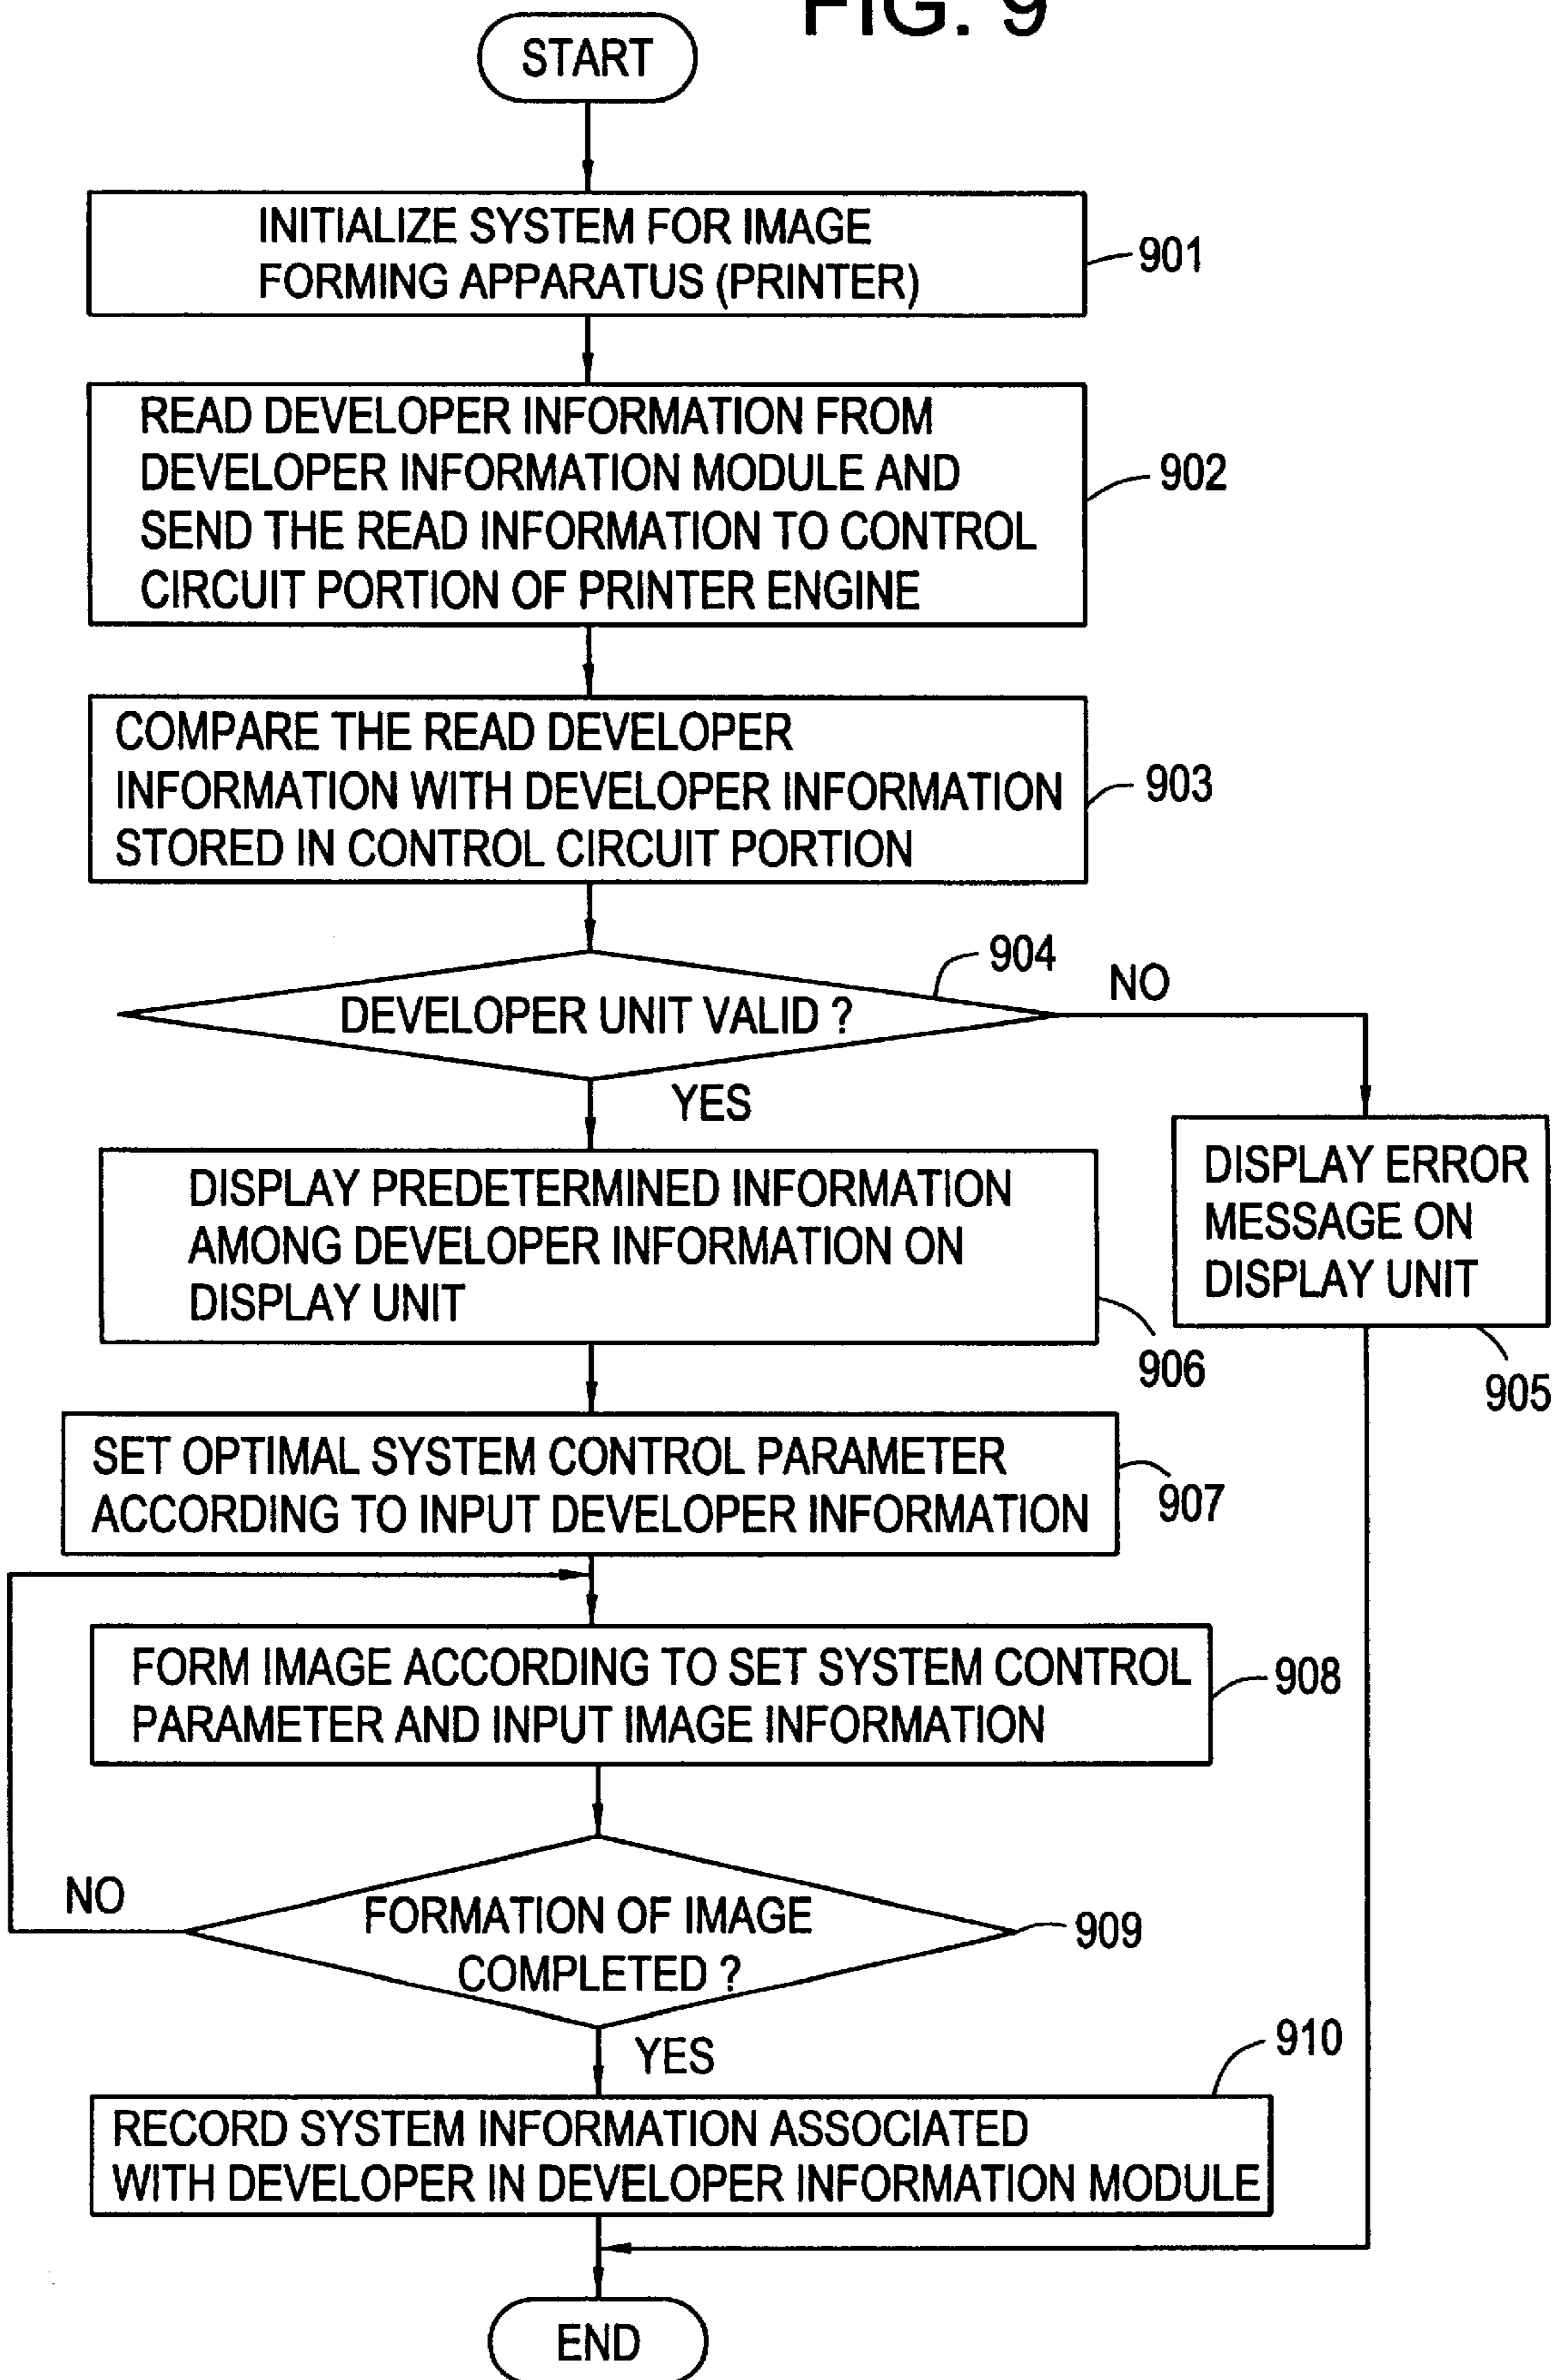 FIG. 9
START
INITIALIZE SYSTEM FOR IMAGE
FORMING APPARATUS (PRINTER)
901
READ DEVELOPER INFORMATION FROM
DEVELOPER INFORMATION MODULE AND
SEND THE READ INFORMATION TO CONTROL
CIRCUIT PORTION OF PRINTER ENGINE
902
COMPARE THE READ DEVELOPER
INFORMATION WITH DEVELOPER INFORMATION
STORED IN CONTROL CIRCUIT PORTION
903
904
DEVELOPER UNIT VALID ?
NO
YES
DISPLAY PREDETERMINED INFORMATION
AMONG DEVELOPER INFORMATION ON
DISPLAY UNIT
906
DISPLAY ERROR
MESSAGE ON
DISPLAY UNIT
905
SET OPTIMAL SYSTEM CONTROL PARAMETER
ACCORDING TO INPUT DEVELOPER INFORMATION
907
FORM IMAGE ACCORDING TO SET SYSTEM CONTROL
PARAMETER AND INPUT IMAGE INFORMATION
908
NO
FORMATION OF IMAGE
COMPLETED ?
909
YES
910
RECORD SYSTEM INFORMATION ASSOCIATED
WITH DEVELOPER IN DEVELOPER INFORMATION MODULE
END